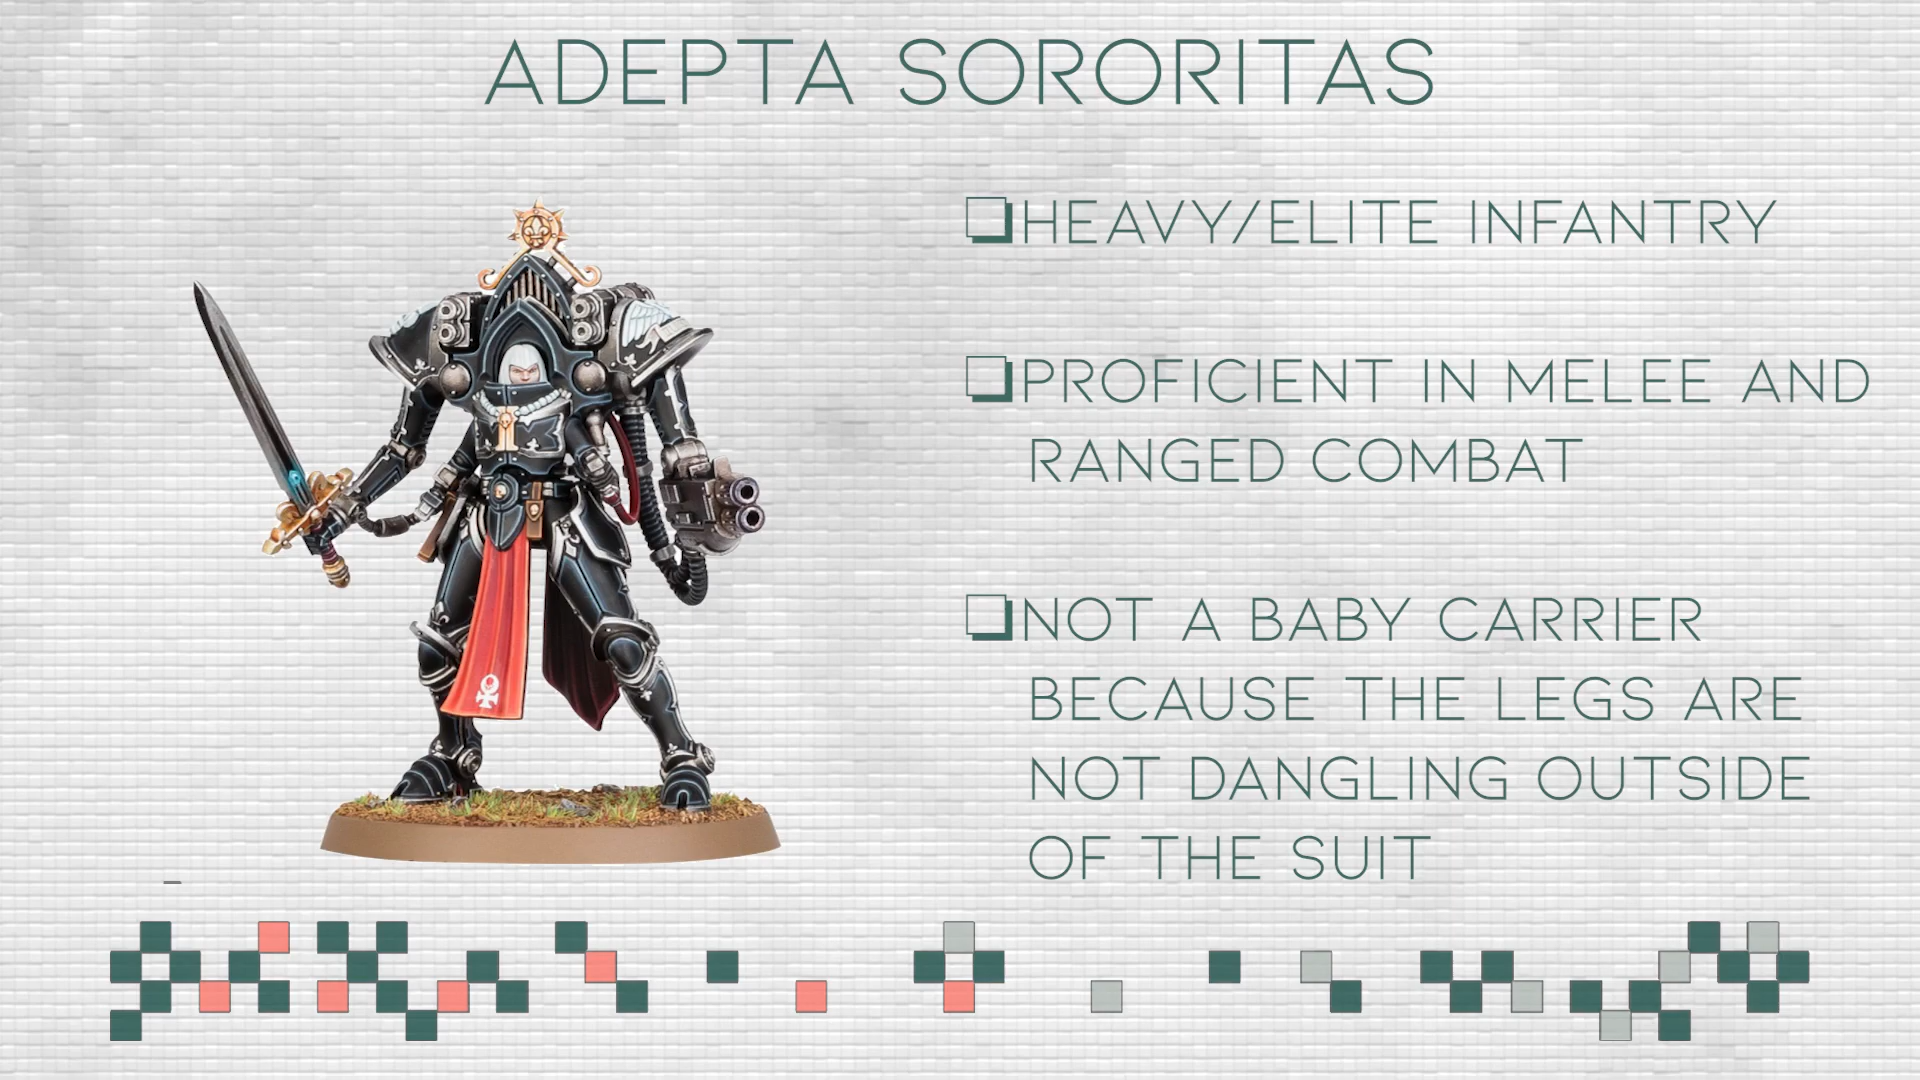 ADEPTA SORORITAS
HEAVY/ELITE INFANTRY
PROFICIENT IN MELEE AND
RANGED COMBAT
NOT A BABY CARRIER
BECAUSE THE LEGS ARE
NOT DANGLING OUTSIDE
OF THE SUIT